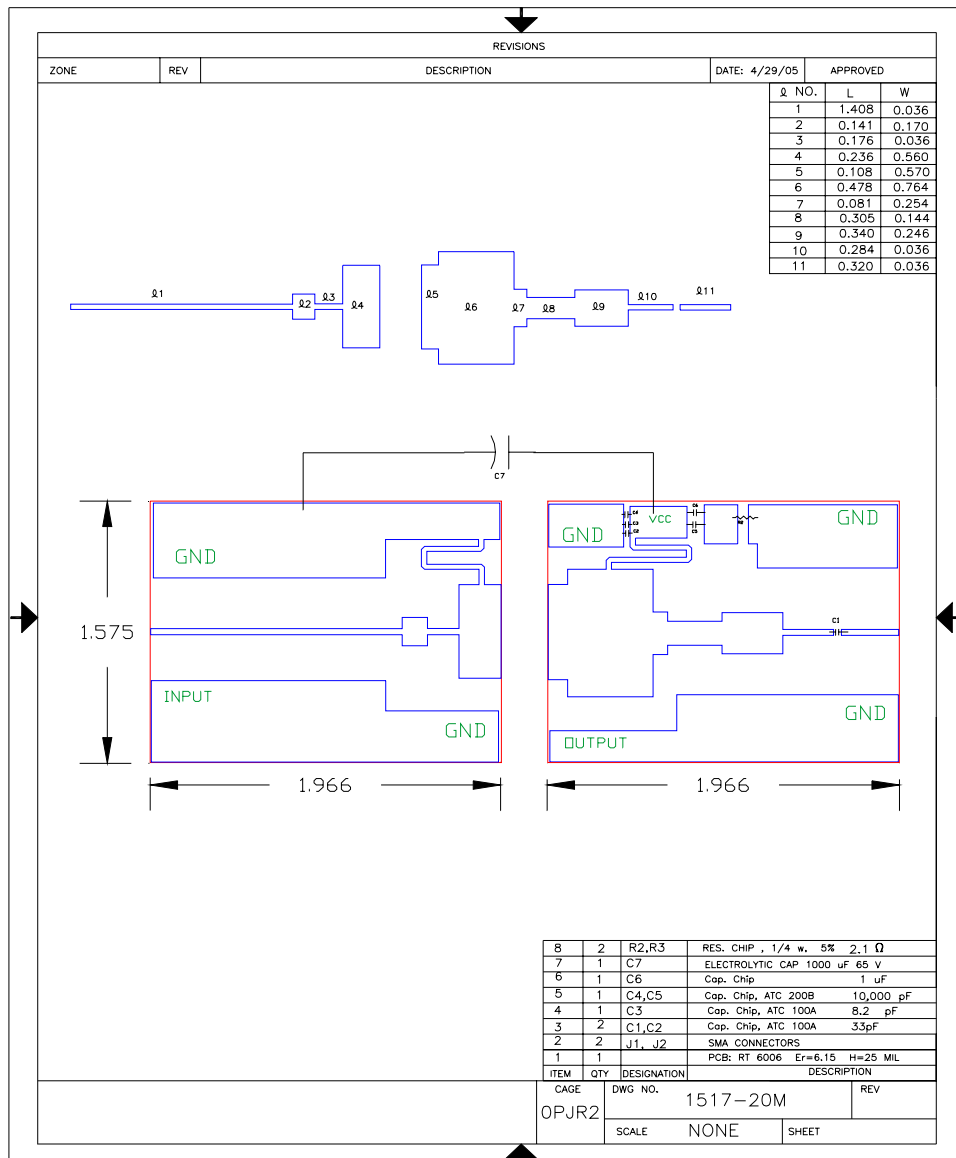 REVISIONS
ZONE REV DESCRIPTION DATE: 4/29/05 APPROVED
ℓ NO. L W
1 1.408 0.036
2 0.141 0.170
3 0.176 0.036
4 0.236 0.560
5 0.108 0.570
6 0.478 0.764
7 0.081 0.254
8 0.305 0.144
9 0.340 0.246
10 0.284 0.036
11 0.320 0.036
ℓ1 ℓ2 ℓ3 ℓ4 ℓ5 ℓ6 ℓ7 ℓ8 ℓ9 ℓ10 ℓ11
C7
GND
1.575
INPUT
GND
1.966
GND
C4
C3
C2
VCC
C6
GND
C1
OUTPUT
GND
1.966
8 2 R2,R3 RES. CHIP , 1/4 w. 5% 2.1 Ω
7 1 C7 ELECTROLYTIC CAP 1000 uF 65 V
6 1 C6 Cap. Chip 1 uF
5 1 C4,C5 Cap. Chip, ATC 200B 10,000 pF
4 1 C3 Cap. Chip, ATC 100A 8.2 pF
3 2 C1,C2 Cap. Chip, ATC 100A 33pF
2 2 J1, J2 SMA CONNECTORS
1 1 PCB: RT 6006 Er=6.15 H=25 MIL
ITEM QTY DESIGNATION DESCRIPTION
CAGE DWG NO. REV
0PJR2 1517-20M
SCALE NONE SHEET